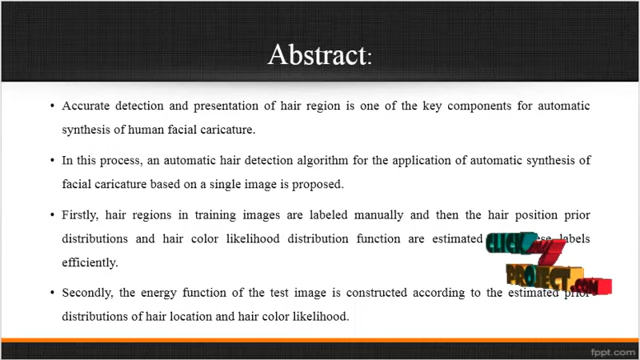 Abstract:
• Accurate detection and presentation of hair region is one of the key components for automatic
synthesis of human facial caricature.
• In this process, an automatic hair detection algorithm for the application of automatic synthesis of
facial caricature based on a single image is proposed.
• Firstly, hair regions in training images are labeled manually and then the hair position prior
distributions and hair color likelihood distribution function are estimated labels
efficiently.
• Secondly, the energy function of the test image is constructed according to the estimated prior
distributions of hair location and hair color likelihood.
CLICK
MY
PROJECT.COM
fppt.com